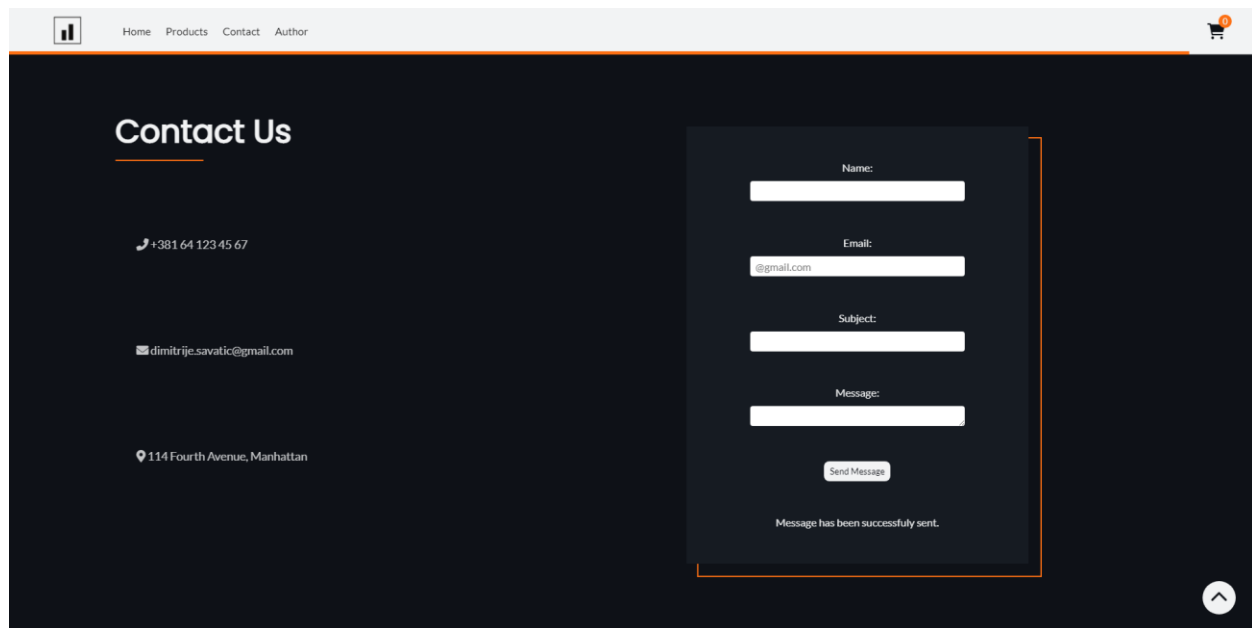 Home Products Contact Author
0
Contact Us
+381 64 123 45 67
dimitrije.savatic@gmail.com
114 Fourth Avenue, Manhattan
Name:
Email:
@gmail.com
Subject:
Message:
Send Message
Message has been successfuly sent.